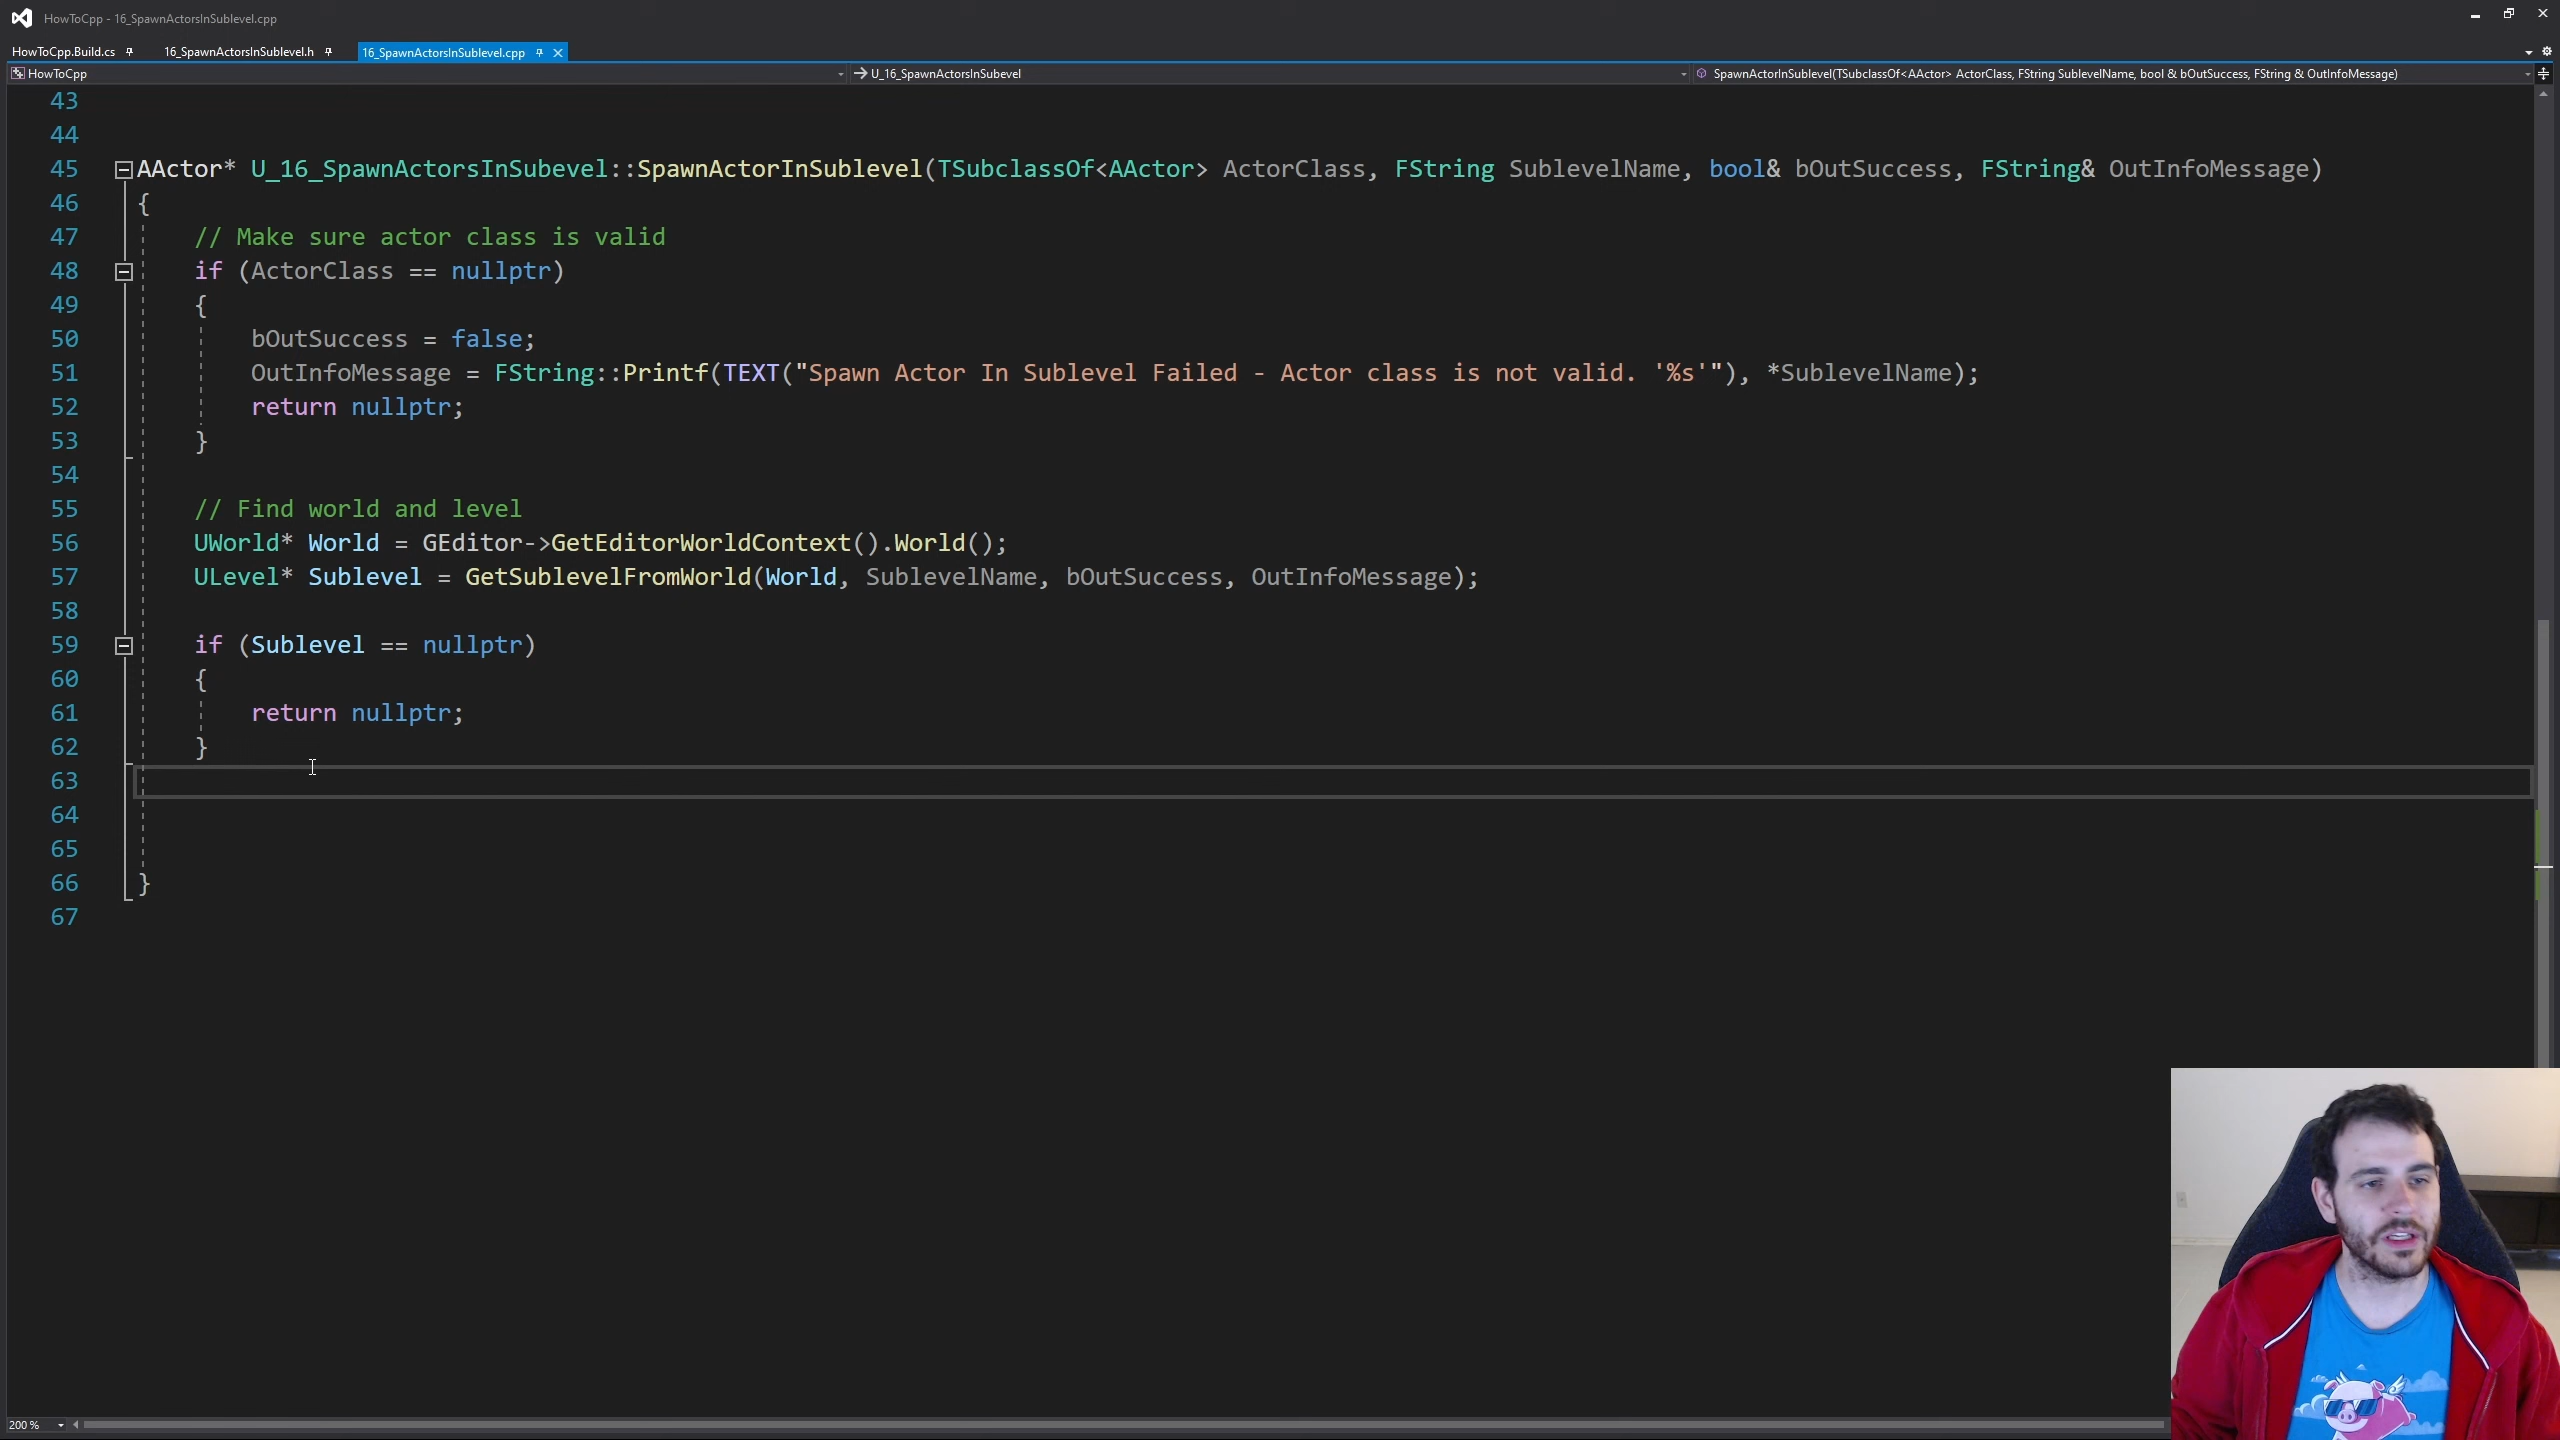 HowToCpp - 16_SpawnActorsInSublevel.cpp
HowToCpp.Build.cs 16_SpawnActorsInSublevel.h 16_SpawnActorsInSublevel.cpp
HowToCpp U_16_SpawnActorsInSubevel SpawnActorInSublevel(TSubclassOf<AActor> ActorClass, FString SublevelName, bool & bOutSuccess, FString & OutInfoMessage)
43
44
45 AActor* U_16_SpawnActorsInSubevel::SpawnActorInSublevel(TSubclassOf<AActor> ActorClass, FString SublevelName, bool& bOutSuccess, FString& OutInfoMessage)
46 {
47 // Make sure actor class is valid
48 if (ActorClass == nullptr)
49 {
50 bOutSuccess = false;
51 OutInfoMessage = FString::Printf(TEXT("Spawn Actor In Sublevel Failed - Actor class is not valid. '%s'"), *SublevelName);
52 return nullptr;
53 }
54
55 // Find world and level
56 UWorld* World = GEditor->GetEditorWorldContext().World();
57 ULevel* Sublevel = GetSublevelFromWorld(World, SublevelName, bOutSuccess, OutInfoMessage);
58
59 if (Sublevel == nullptr)
60 {
61 return nullptr;
62 }
63
64
65
66 }
67
200 %